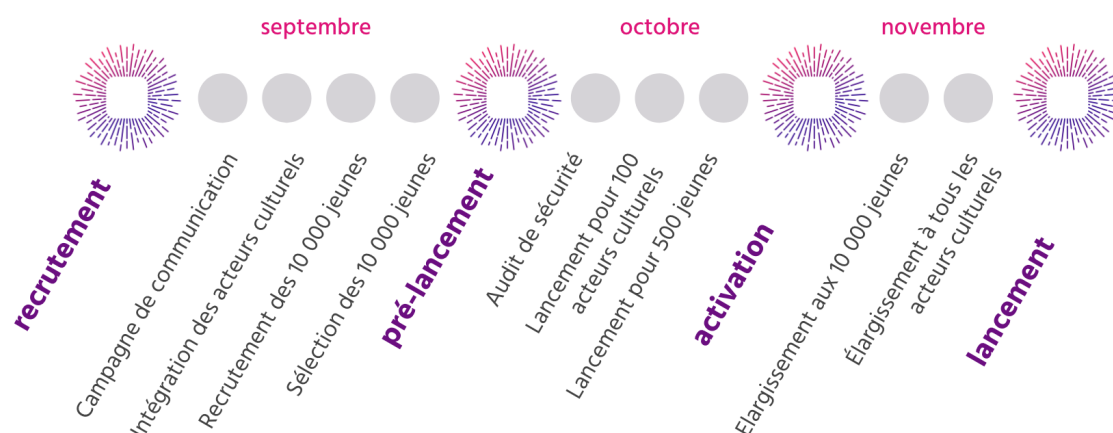 septembre
octobre
novembre
recrutement
Campagne de communication
Intégration des acteurs culturels
Recrutement des 10 000 jeunes
Sélection des 10 000 jeunes
pré-lancement
Audit de sécurité
Lancement pour 100
acteurs culturels
Lancement pour 500 jeunes
activation
Elargissement aux 10 000 jeunes
Élargissement à tous les
acteurs culturels
lancement